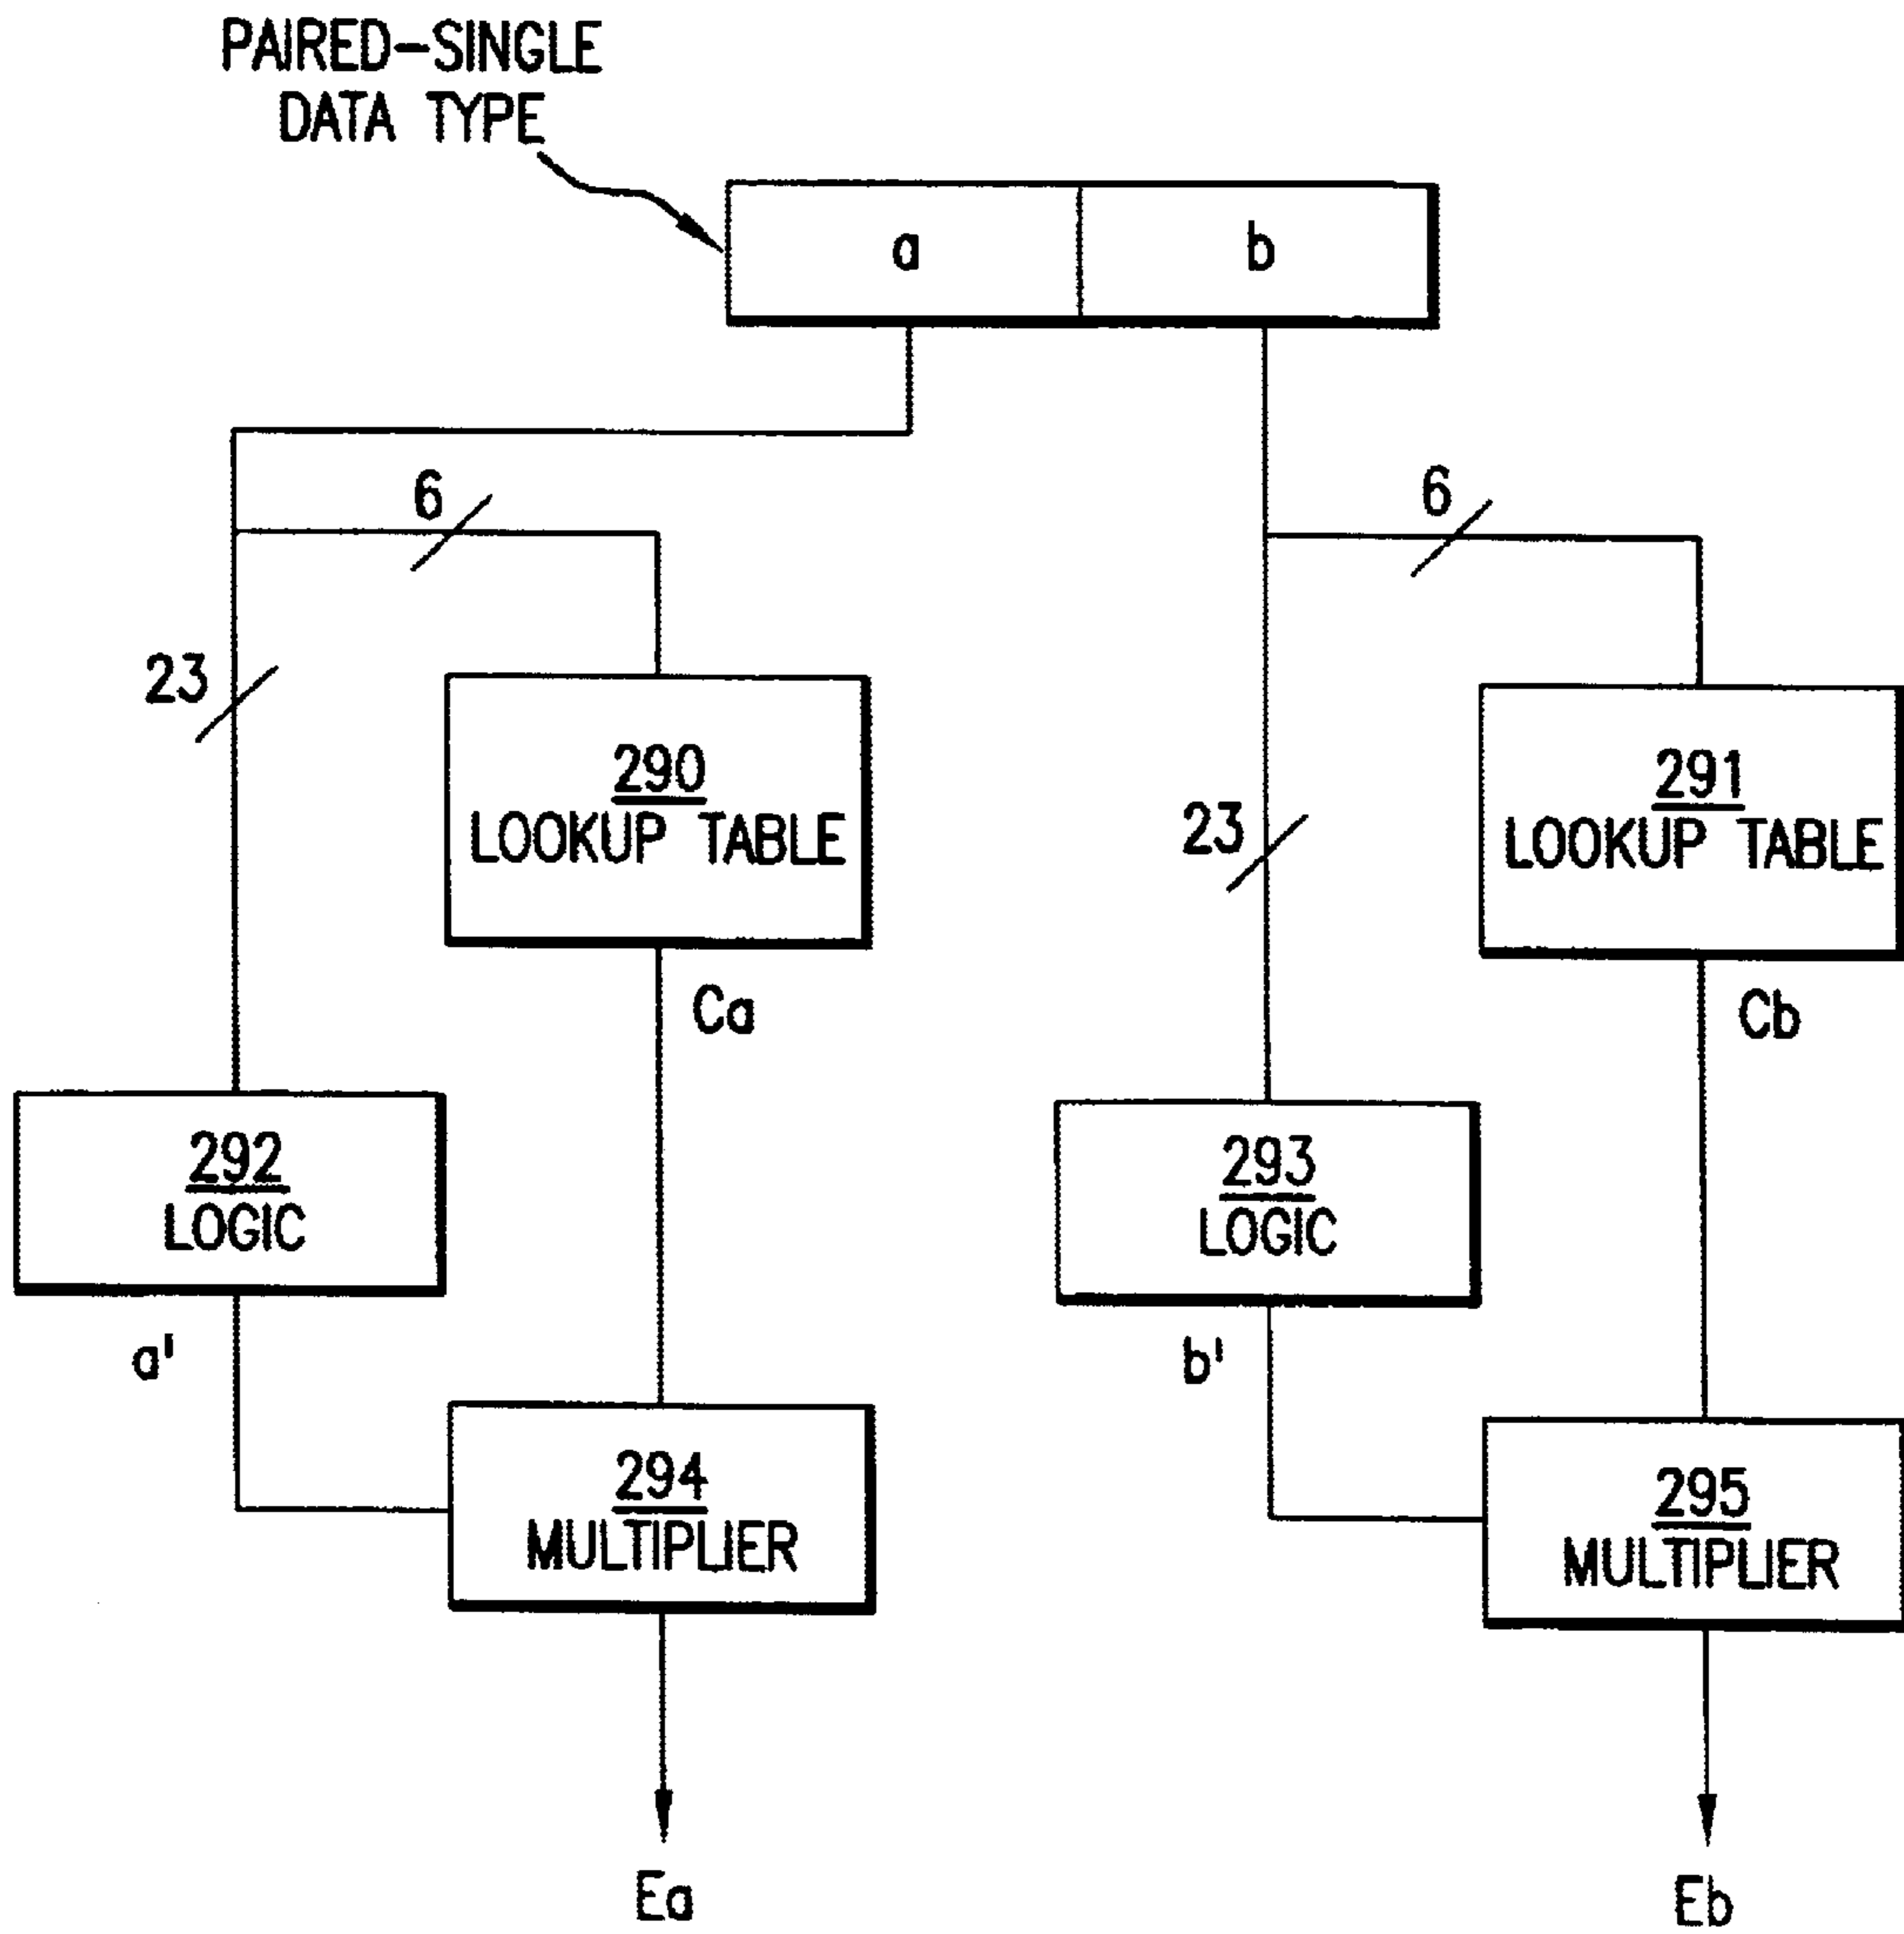 PAIRED-SINGLE
DATA TYPE
a
b
6
6
23
290
LOOKUP TABLE
291
LOOKUP TABLE
23
Ca
Cb
292
LOGIC
293
LOGIC
a'
b'
294
MULTIPLIER
295
MULTIPLIER
Ea
Eb